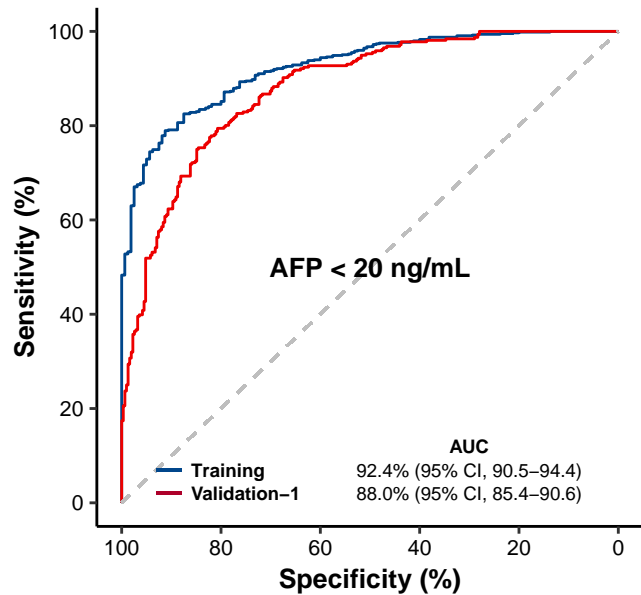 100
80
60
40
20
0
Sensitivity (%)
AFP < 20 ng/mL
AUC
Training 92.4% (95% CI, 90.5–94.4)
Validation−1 88.0% (95% CI, 85.4–90.6)
100 80 60 40 20 0
Specificity (%)